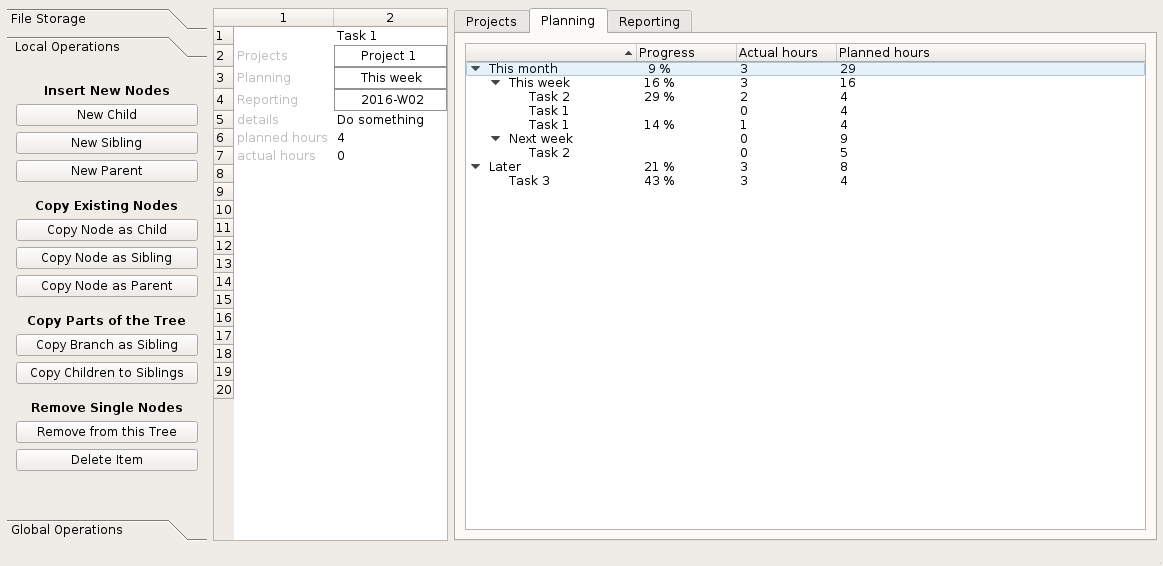 File Storage
Local Operations
Insert New Nodes
New Child
New Sibling
New Parent
Copy Existing Nodes
Copy Node as Child
Copy Node as Sibling
Copy Node as Parent
Copy Parts of the Tree
Copy Branch as Sibling
Copy Children to Siblings
Remove Single Nodes
Remove from this Tree
Delete Item
Global Operations
1 2
1 Task 1
2 Projects Project 1
3 Planning This week
4 Reporting 2016-W02
5 details Do something
6 planned hours 4
7 actual hours 0
8
9
10
11
12
13
14
15
16
17
18
19
20
Projects Planning Reporting
Progress Actual hours Planned hours
This month 9 % 3 29
This week 16 % 3 16
Task 2 29 % 2 4
Task 1 0 4
Task 1 14 % 1 4
Next week 0 9
Task 2 0 5
Later 21 % 3 8
Task 3 43 % 3 4